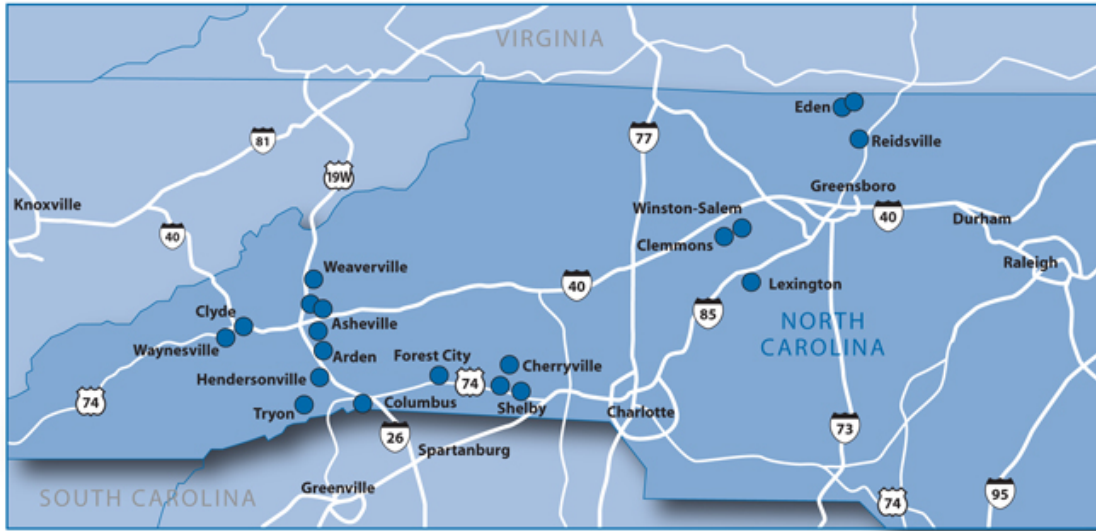 VIRGINIA
Eden
77
81
Reidsville
19W
Greensboro
Knoxville
Winston-Salem
40
Durham
40
Clemmons
Raleigh
Weaverville
40
Lexington
Clyde
85
Asheville
NORTH
CAROLINA
Waynesville
Arden
Forest City
Cherryville
Hendersonville
74
74
Columbus
Shelby
Charlotte
Tryon
73
26
Spartanburg
Greenville
95
SOUTH CAROLINA
74